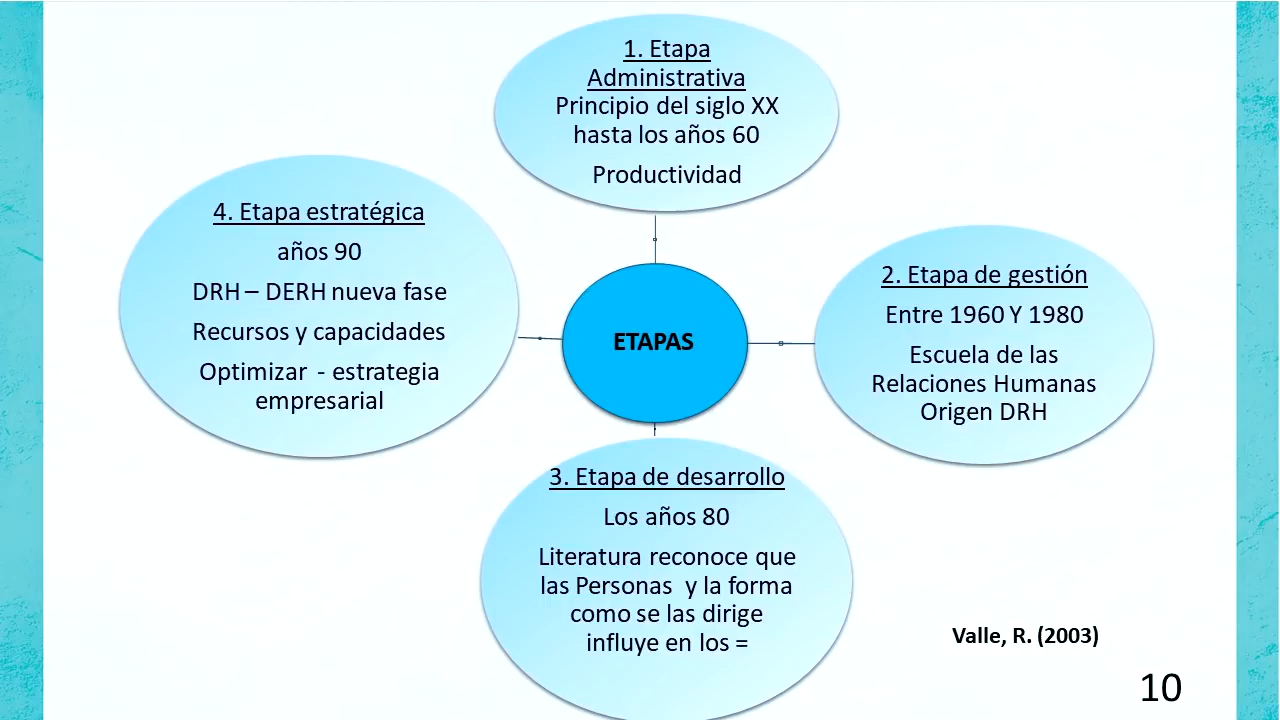 1. Etapa
Administrativa
Principio del siglo XX
hasta los años 60
Productividad
2. Etapa de gestión
Entre 1960 Y 1980
Escuela de las
Relaciones Humanas
Origen DRH
3. Etapa de desarrollo
Los años 80
Literatura reconoce que
las Personas y la forma
como se las dirige
influye en los =
4. Etapa estratégica
años 90
DRH – DERH nueva fase
Recursos y capacidades
Optimizar - estrategia
empresarial
ETAPAS
Valle, R. (2003)
10